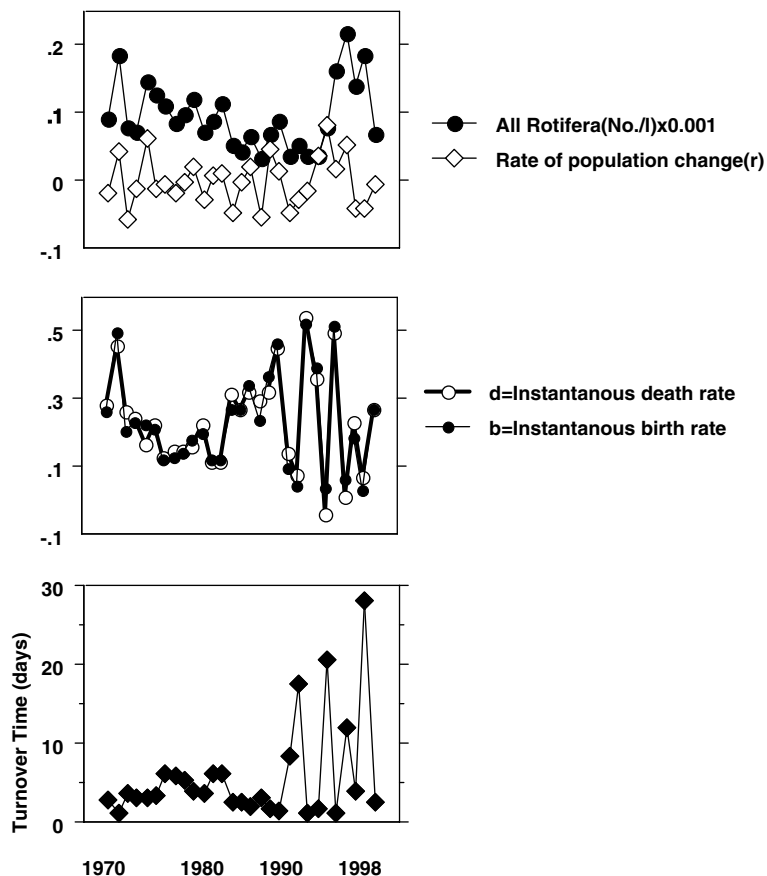 .2
.1
0
-.1
All Rotifera(No./l)x0.001
Rate of population change(r)
.5
.3
.1
-.1
d=Instantanous death rate
b=Instantanous birth rate
30
20
10
0
Turnover Time (days)
1970 1980 1990 1998